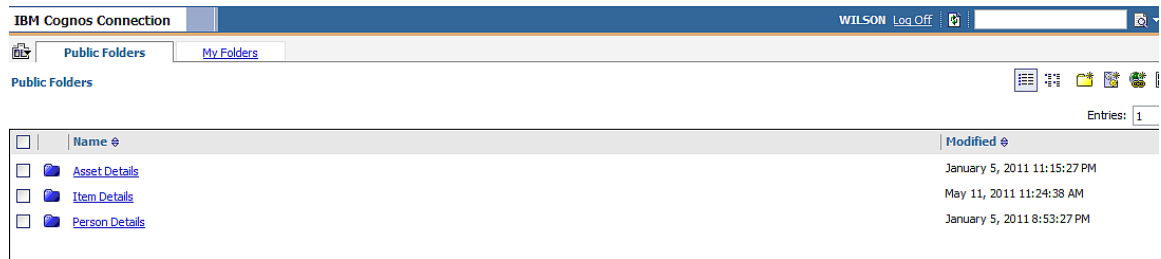 IBM Cognos Connection WILSON Log Off
Public Folders My Folders
Public Folders
Entries: 1
Name Modified
Asset Details January 5, 2011 11:15:27 PM
Item Details May 11, 2011 11:24:38 AM
Person Details January 5, 2011 8:53:27 PM